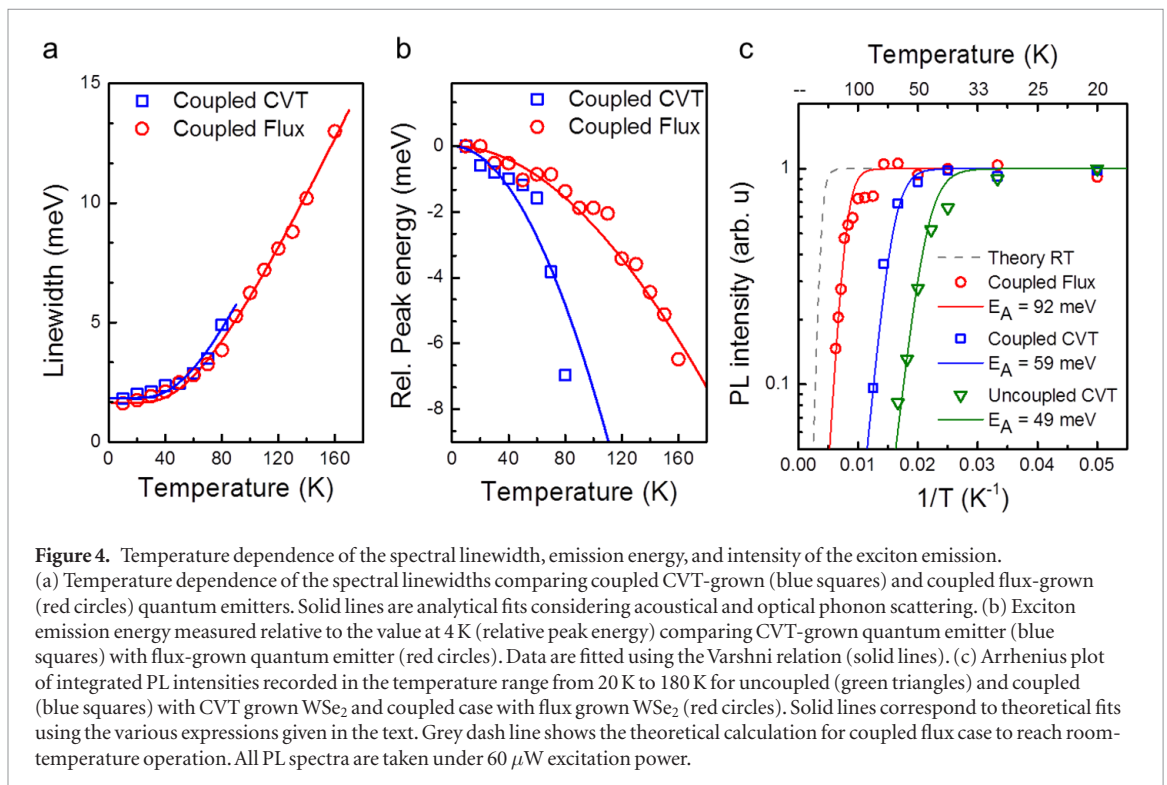 a
15
10
5
0
Linewidth (meV)
Coupled CVT
Coupled Flux
0 40 80 120 160
Temperature (K)
b
0
-2
-4
-6
-8
Rel. Peak energy (meV)
Coupled CVT
Coupled Flux
0 40 80 120 160
Temperature (K)
c
Temperature (K)
-- 100 50 33 25 20
1
0.1
PL intensity (arb. u)
Theory RT
Coupled Flux
E_A = 92 meV
Coupled CVT
E_A = 59 meV
Uncoupled CVT
E_A = 49 meV
0.00 0.01 0.02 0.03 0.04 0.05
1/T (K⁻¹)
Figure 4. Temperature dependence of the spectral linewidth, emission energy, and intensity of the exciton emission.
(a) Temperature dependence of the spectral linewidths comparing coupled CVT-grown (blue squares) and coupled flux-grown
(red circles) quantum emitters. Solid lines are analytical fits considering acoustical and optical phonon scattering. (b) Exciton
emission energy measured relative to the value at 4 K (relative peak energy) comparing CVT-grown quantum emitter (blue
squares) with flux-grown quantum emitter (red circles). Data are fitted using the Varshni relation (solid lines). (c) Arrhenius plot
of integrated PL intensities recorded in the temperature range from 20 K to 180 K for uncoupled (green triangles) and coupled
(blue squares) with CVT grown WSe₂ and coupled case with flux grown WSe₂ (red circles). Solid lines correspond to theoretical fits
using the various expressions given in the text. Grey dash line shows the theoretical calculation for coupled flux case to reach room-
temperature operation. All PL spectra are taken under 60 μW excitation power.